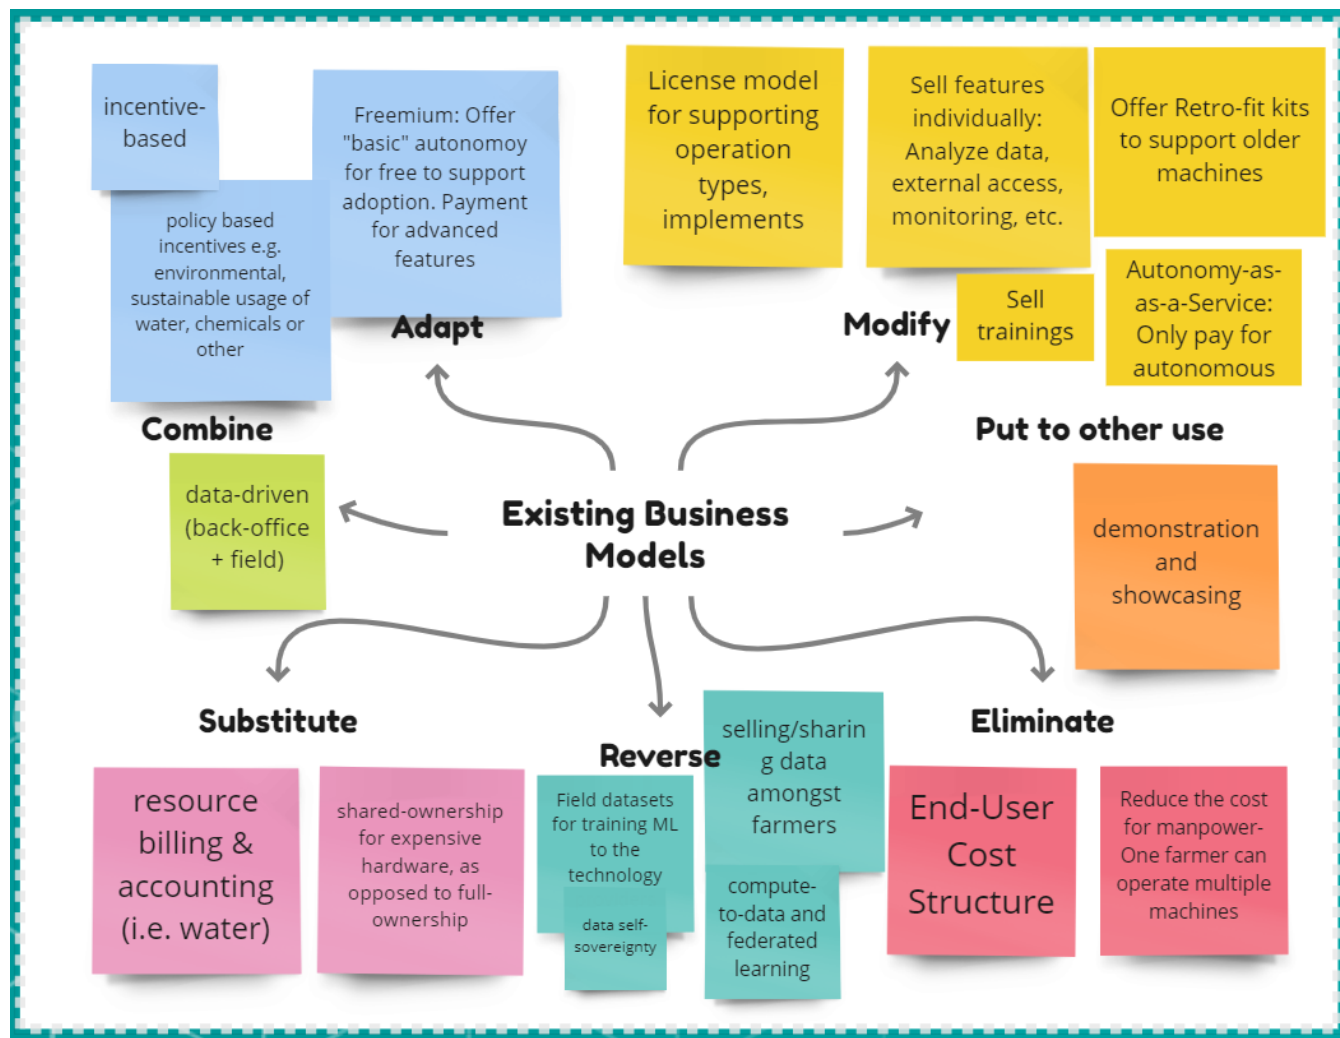 incentive-
based
policy based
incentives e.g.
environmental,
sustainable usage of
water, chemicals or
other
Freemium: Offer
"basic" autonomoy
for free to support
adoption. Payment
for advanced
features
Adapt
License model
for supporting
operation
types,
implements
Sell features
individually:
Analyze data,
external access,
monitoring, etc.
Offer Retro-fit kits
to support older
machines
Modify
Sell
trainings
Autonomy-as-
as-a-Service:
Only pay for
autonomous
Combine
data-driven
(back-office
+ field)
Existing Business
Models
Put to other use
demonstration
and
showcasing
Substitute
resource
billing &
accounting
(i.e. water)
shared-ownership
for expensive
hardware, as
opposed to full-
ownership
Reverse
Field datasets
for training ML
to the
technology
data self-
sovereignty
selling/sharin
g data
amongst
farmers
compute-
to-data and
federated
learning
Eliminate
End-User
Cost
Structure
Reduce the cost
for manpower-
One farmer can
operate multiple
machines